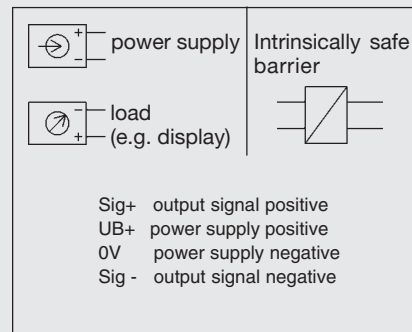 +
-
power supply
Intrinsically safe
barrier
-
+
load
(e.g. display)
Sig+ output signal positive
UB+ power supply positive
0V power supply negative
Sig - output signal negative